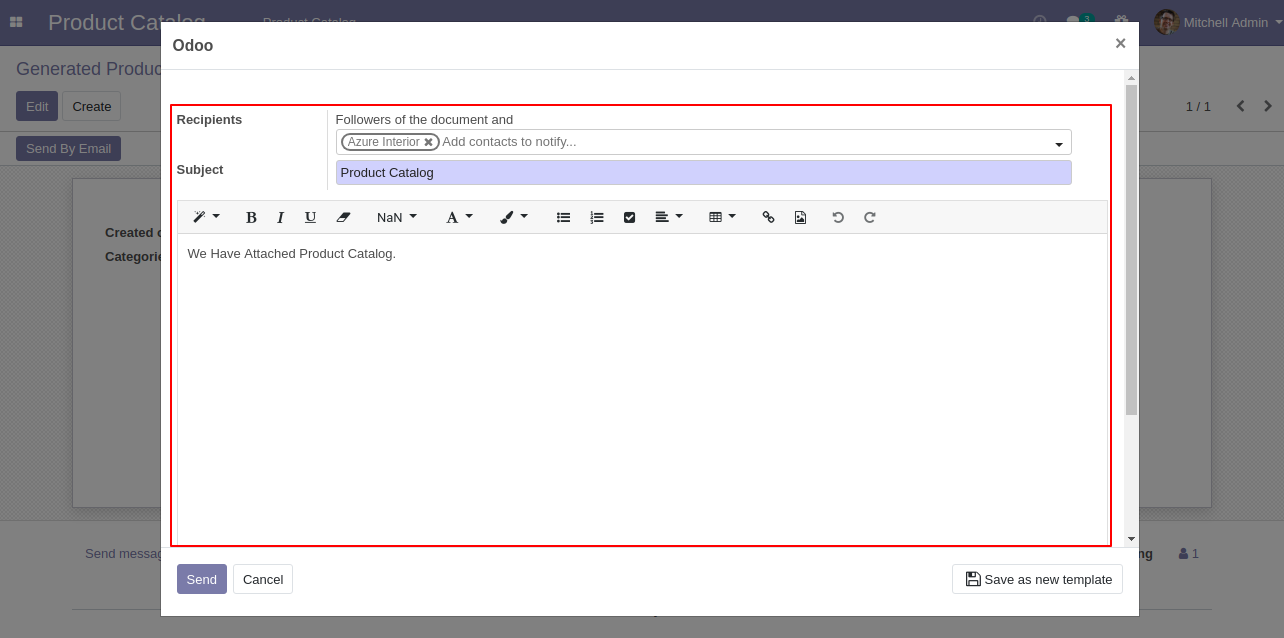 Product Catalog Product Catalog 3 Mitchell Admin
Odoo ×
Generated Produc
Edit Create 1 / 1
Send By Email
Recipients Followers of the document and
Azure Interior Add contacts to notify...
Subject Product Catalog
B I U NaN A
We Have Attached Product Catalog.
Created
Categorie
Send messag ng 1
Send Cancel Save as new template